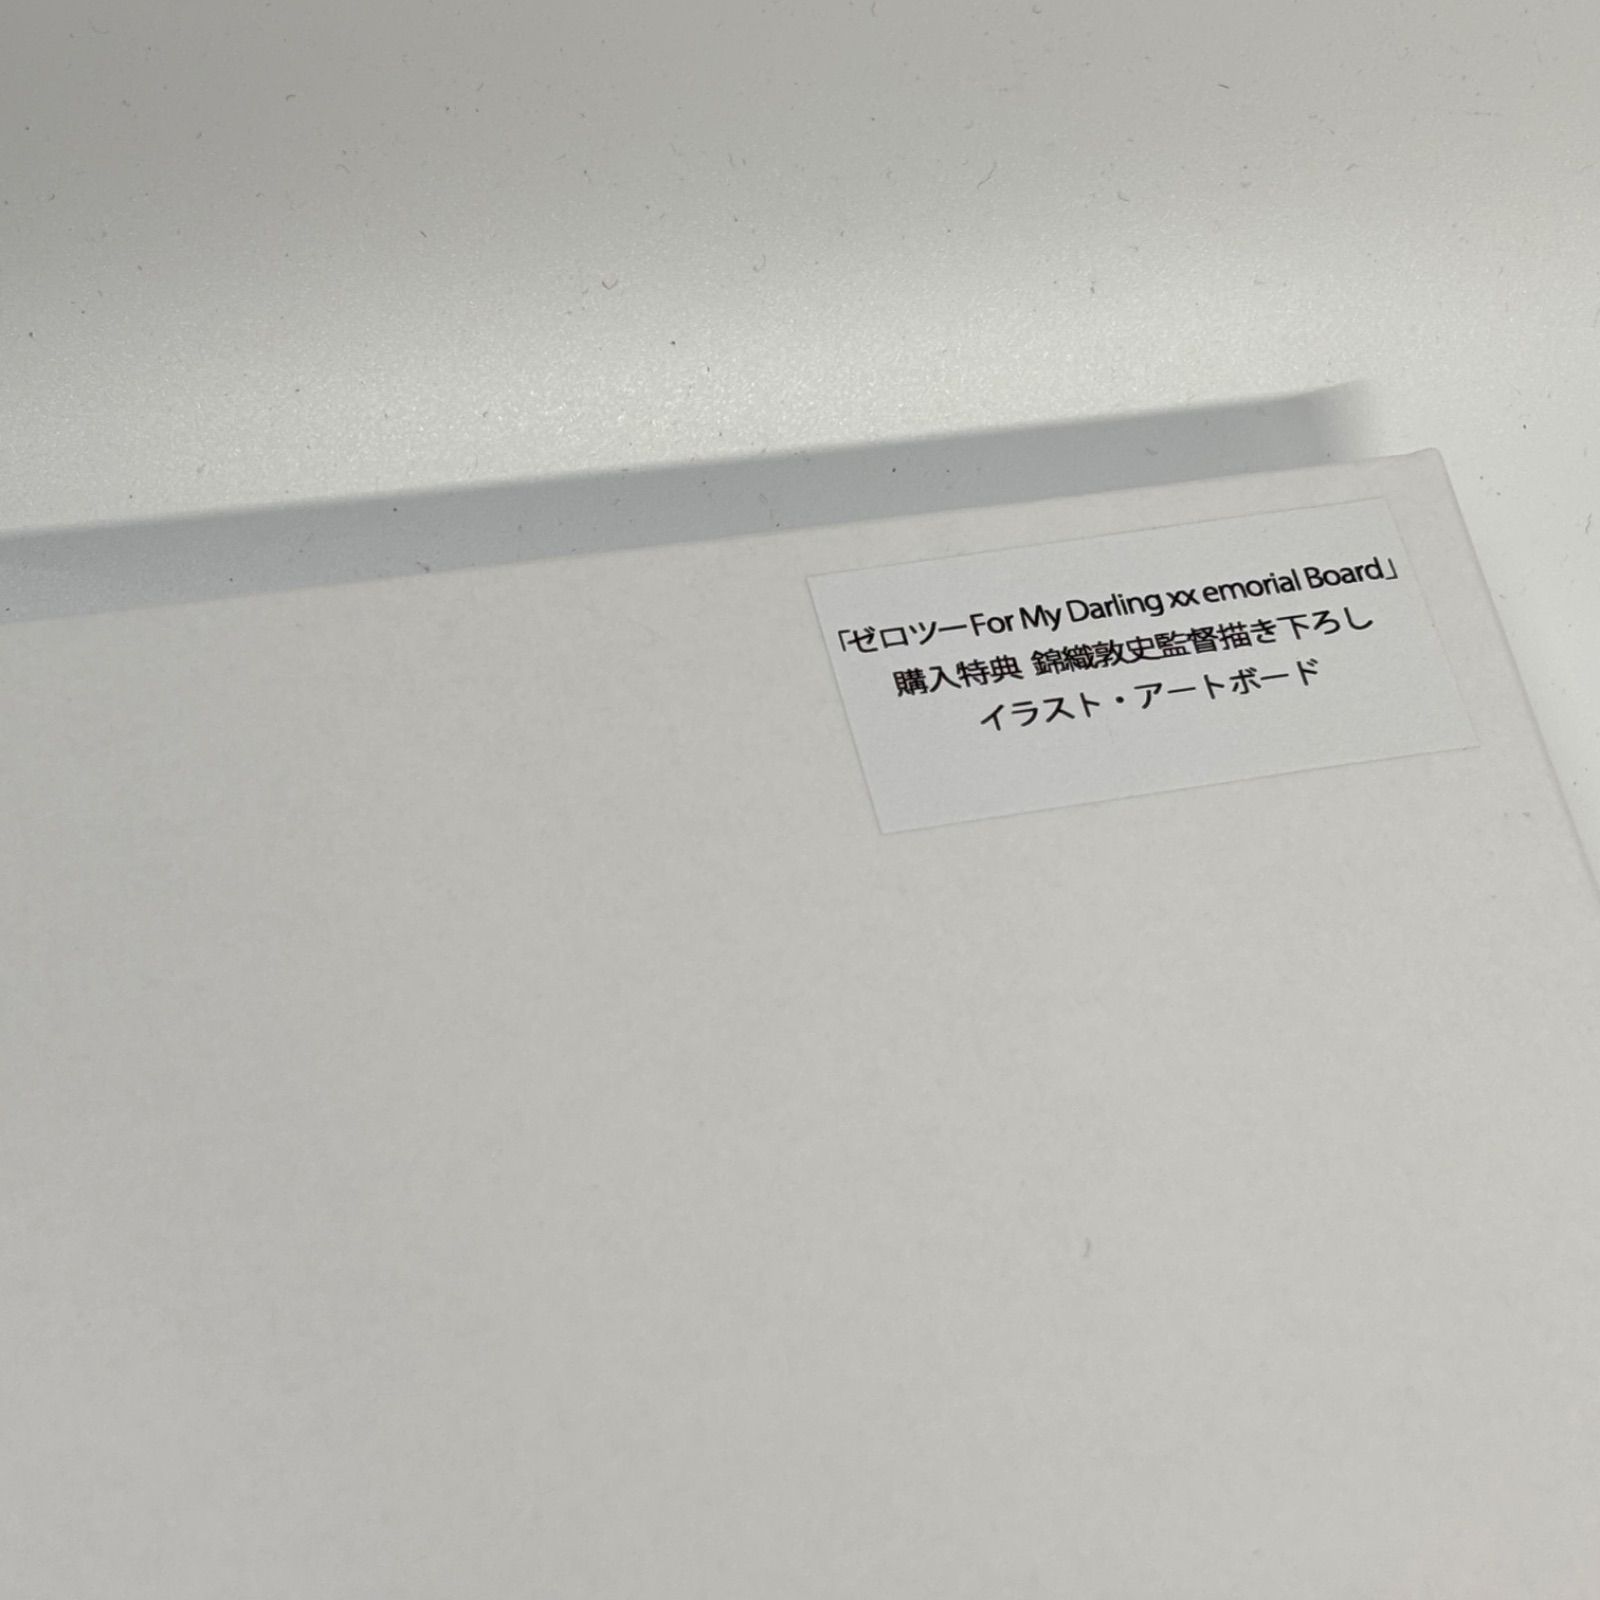 「ゼロツーFor My Darling xx emorial Board」
購入特典 錦織敦史監督描き下ろし
イラスト・アートボード